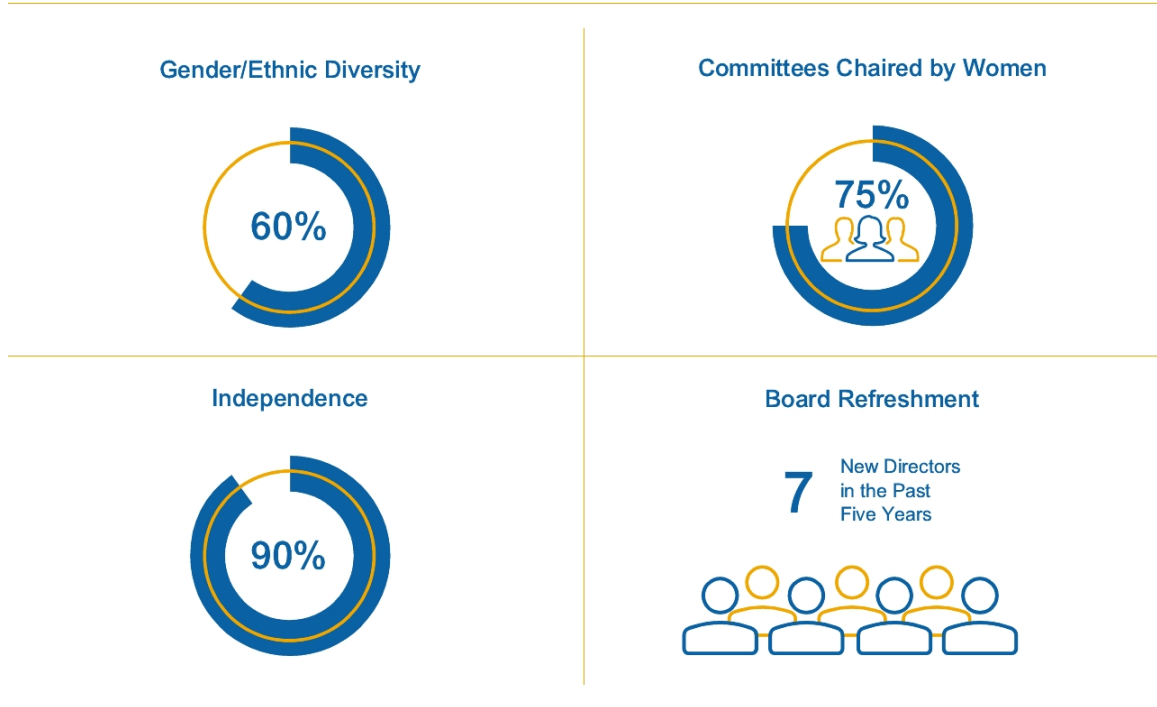 Gender/Ethnic Diversity
60%
Committees Chaired by Women
75%
Independence
90%
Board Refreshment
7
New Directors
in the Past
Five Years